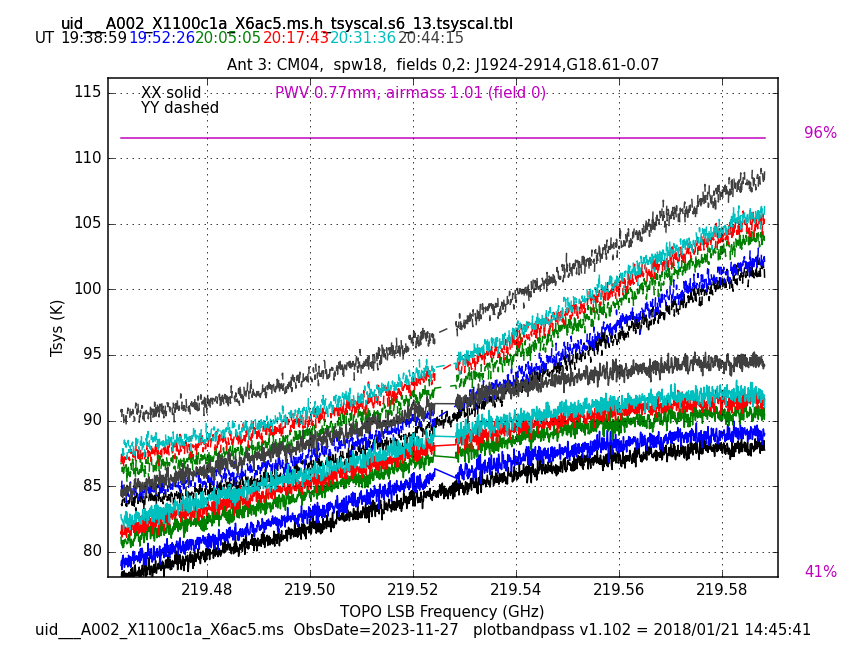 uid___A002_X1100c1a_X6ac5.ms.h_tsyscal.s6_13.tsyscal.tbl
UT 19:38:59 19:52:26 20:05:05 20:17:43 20:31:36 20:44:15
Ant 3: CM04,  spw18,  fields 0,2: J1924-2914,G18.61-0.07
XX solid
YY dashed
PWV 0.77mm, airmass 1.01 (field 0)
96%
41%
115
110
105
100
95
90
85
80
Tsys (K)
219.48 219.50 219.52 219.54 219.56 219.58
TOPO LSB Frequency (GHz)
uid___A002_X1100c1a_X6ac5.ms  ObsDate=2023-11-27   plotbandpass v1.102 = 2018/01/21 14:45:41